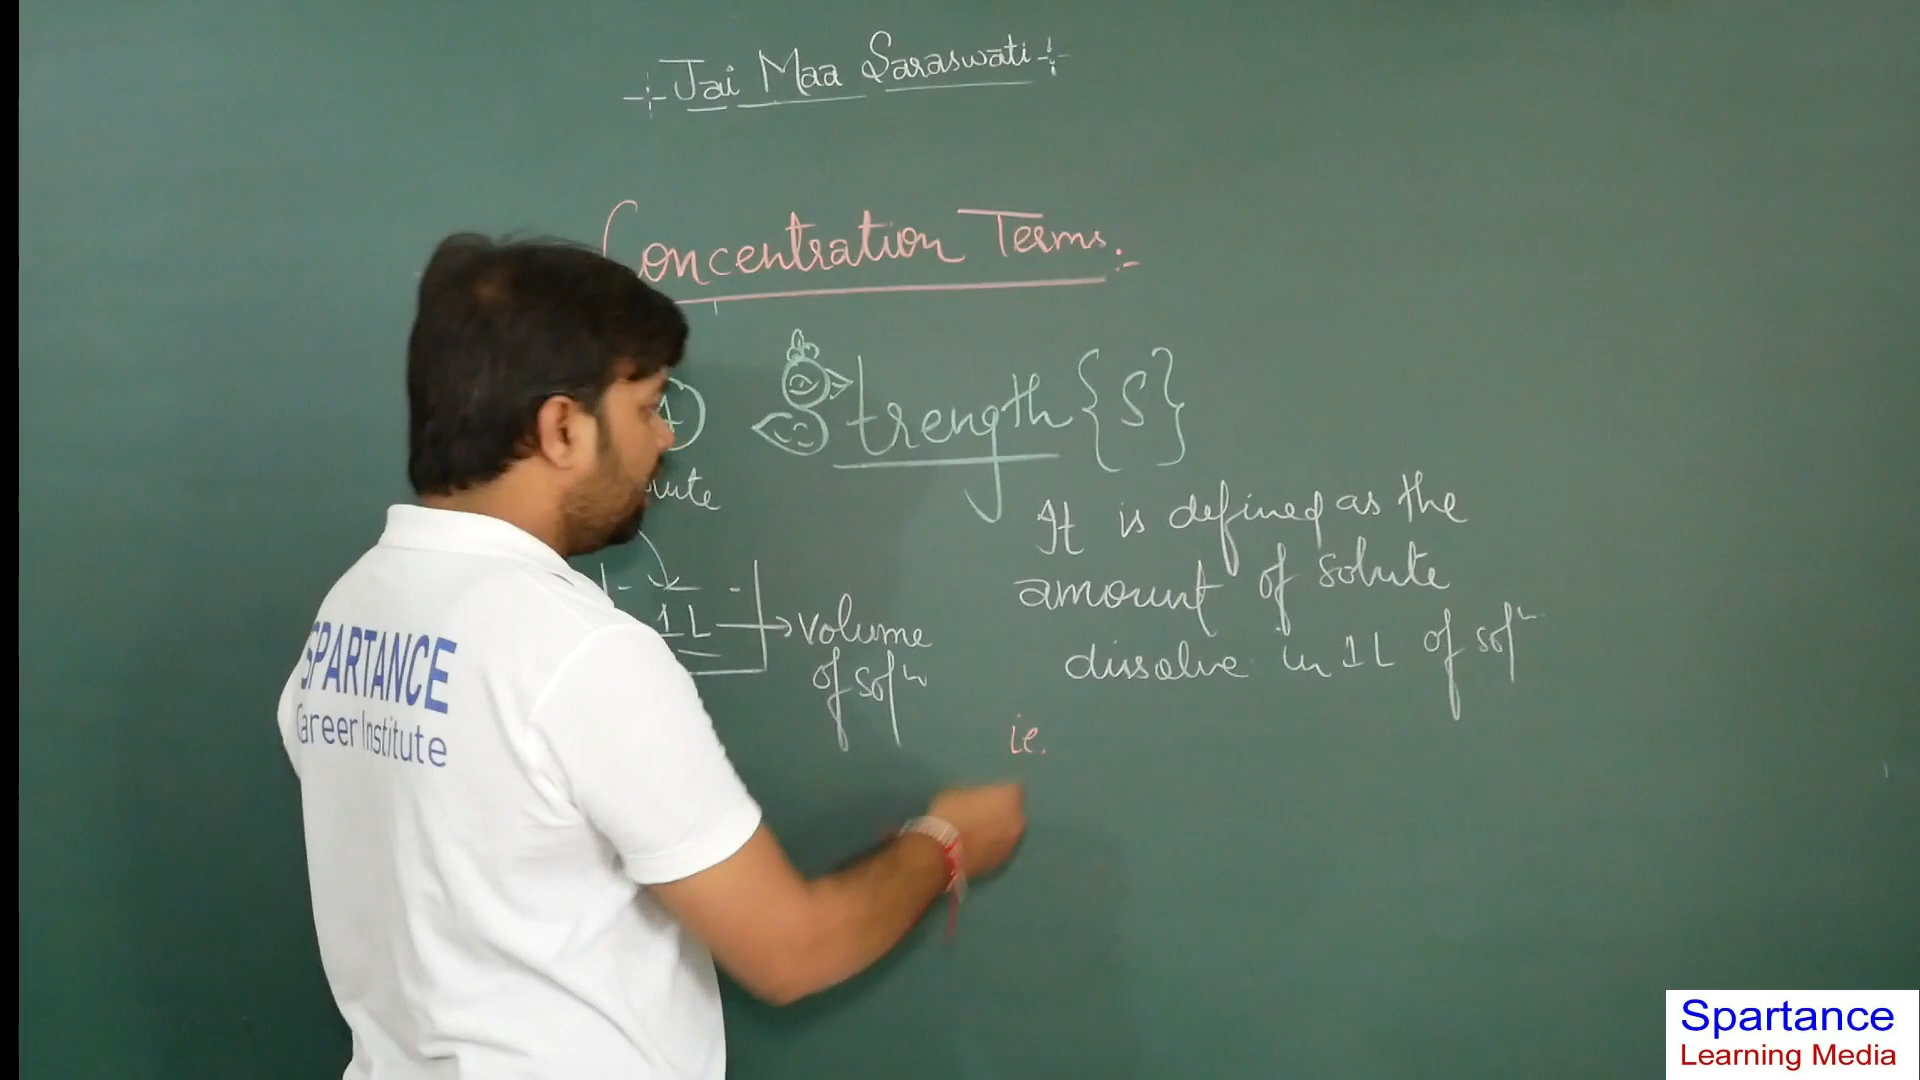 Jai Maa Saraswati
Concentration Terms:-
Strength {S}
It is defined as the
amount of solute
dissolve in 1L of solⁿ
1L → volume
of solⁿ
ie.
SPARTANCE
Career Institute
Spartance
Learning Media